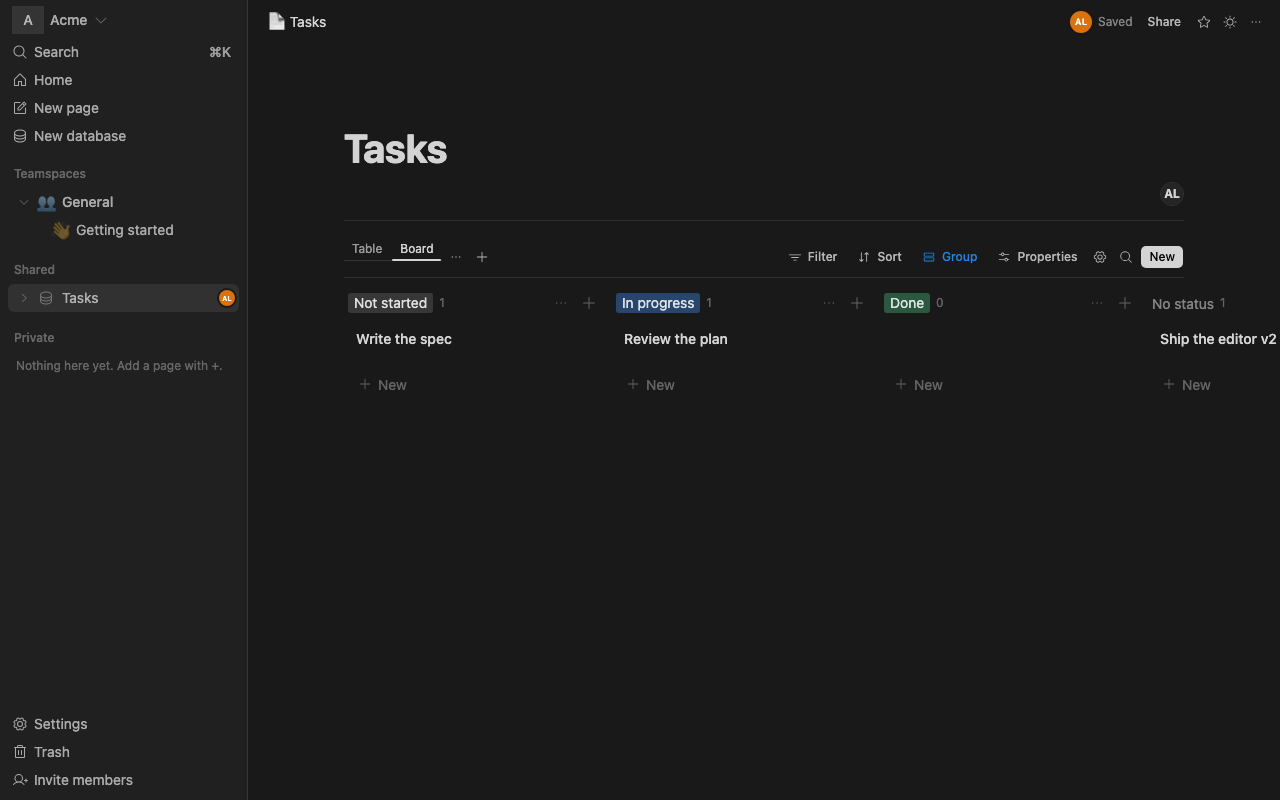 A Acme
Search ⌘K
Home
New page
New database
Teamspaces
General
Getting started
Shared
Tasks AL
Private
Nothing here yet. Add a page with +.
Settings
Trash
Invite members
Tasks
AL Saved Share
Tasks
AL
Table Board
Filter Sort Group Properties New
Not started 1
In progress 1
Done 0
No status 1
Write the spec
Review the plan
Ship the editor v2
New
New
New
New